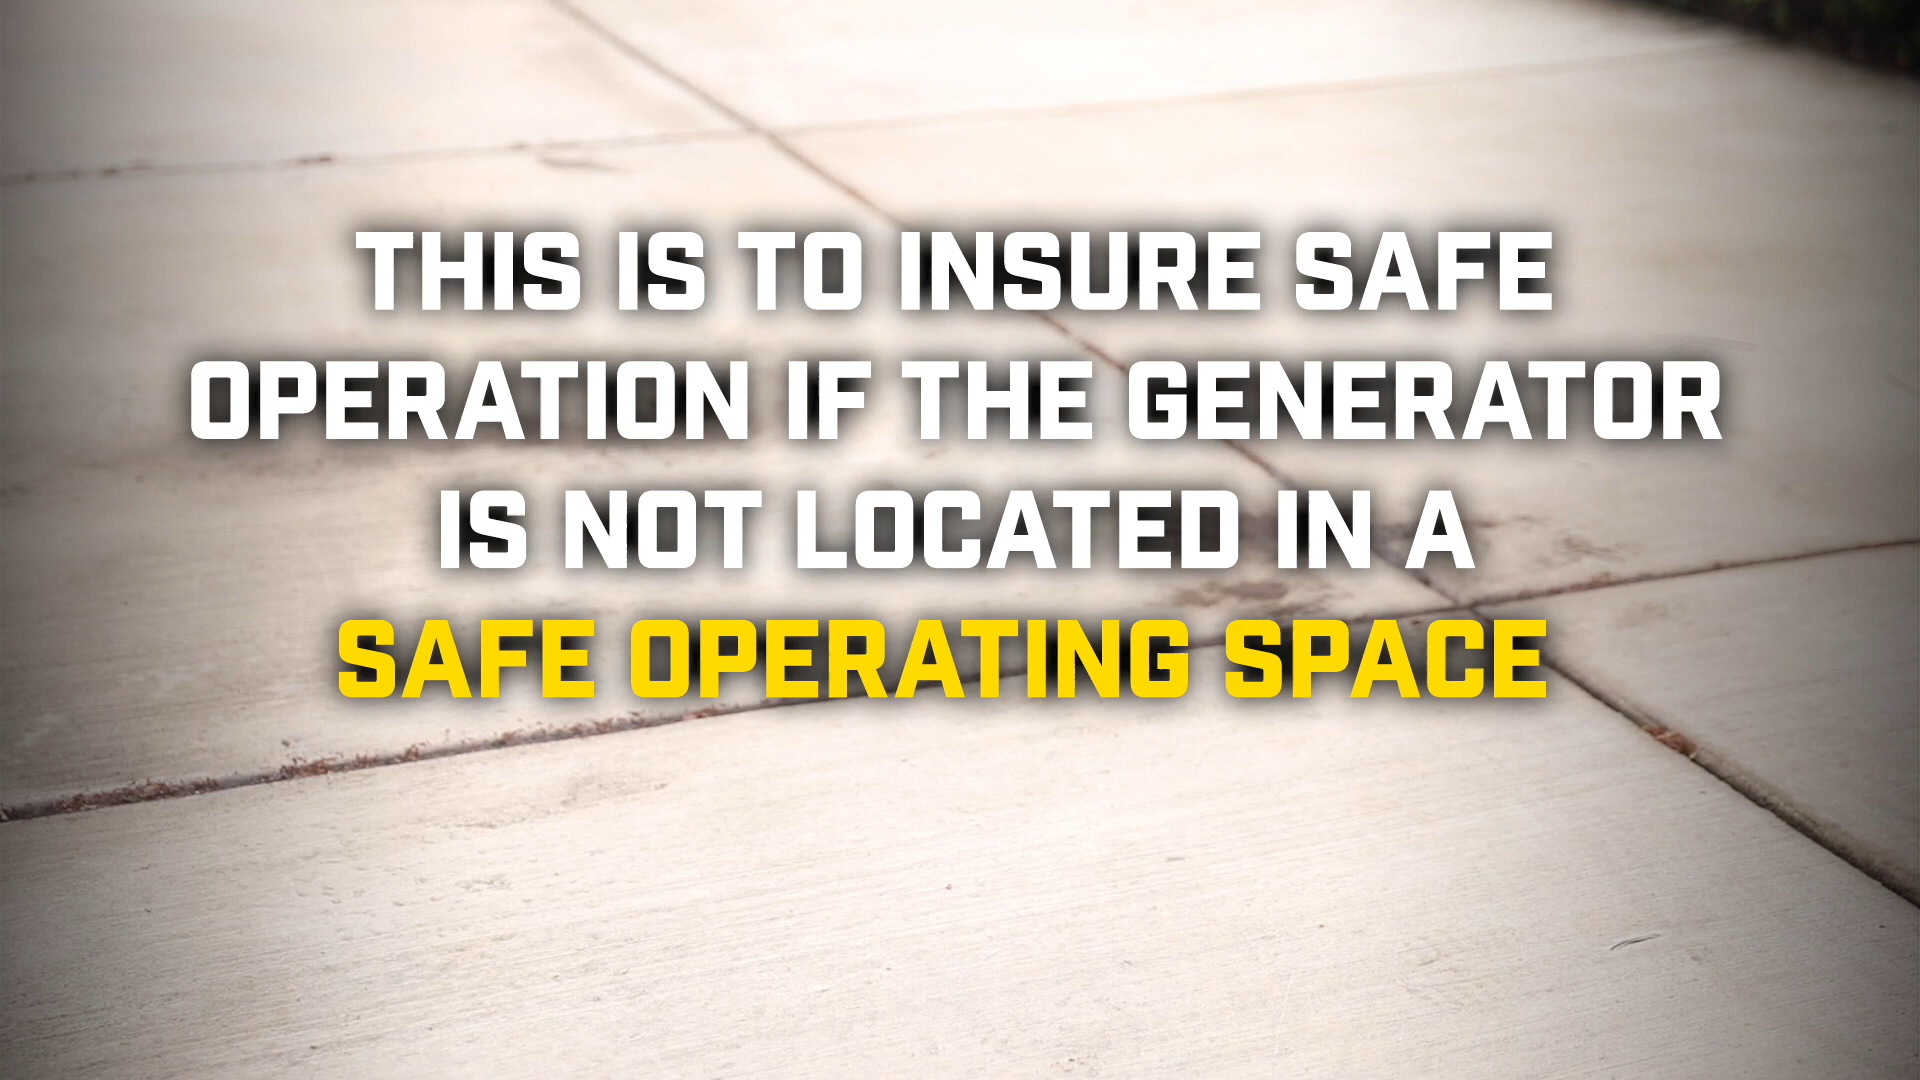 THIS IS TO INSURE SAFE
OPERATION IF THE GENERATOR
IS NOT LOCATED IN A
SAFE OPERATING SPACE